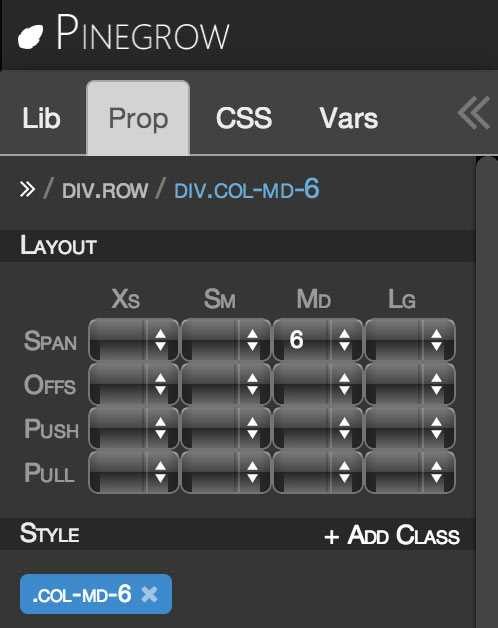 Pinegrow
Lib Prop CSS Vars
» / div.row / div.col-md-6
Layout
Xs Sm Md Lg
Span 6
Offs
Push
Pull
Style + Add Class
.col-md-6 ×